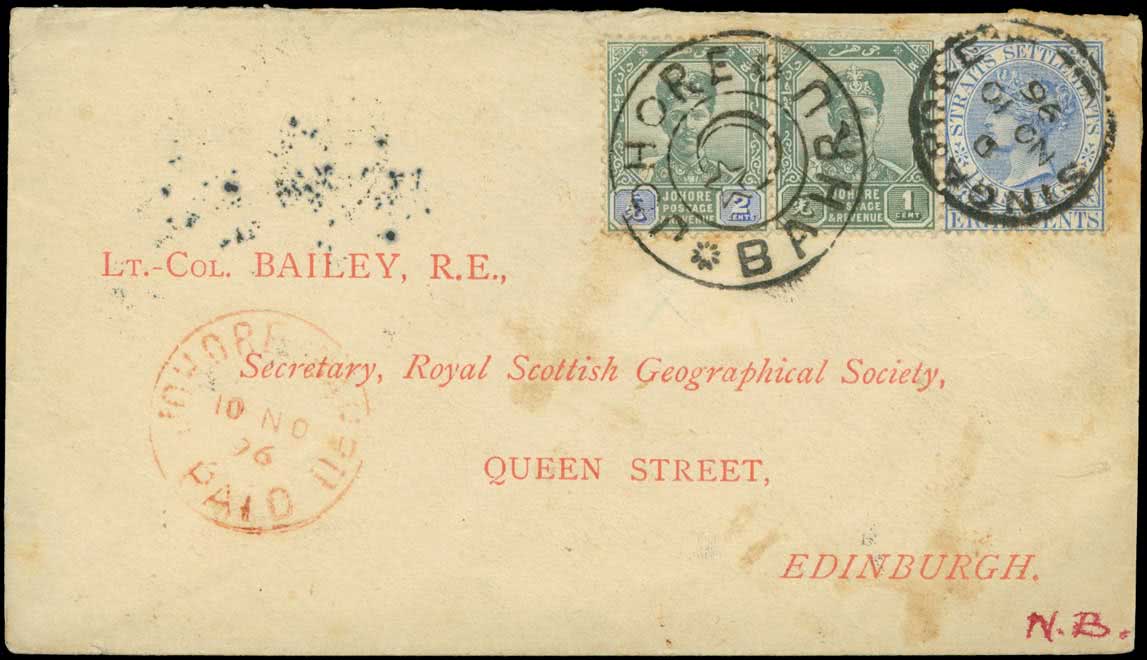 JOHORE BAHRU
JOHORE
POSTAGE
& REVENUE
2
CENTS
JOHORE
POSTAGE
& REVENUE
1
CENT
STRAITS SETTLEMENTS
EIGHT CENTS
SINGAPORE
NO 10
96
LT.-COL. BAILEY, R.E.,
Secretary, Royal Scottish Geographical Society,
QUEEN STREET,
EDINBURGH.
N.B.
JOHORE
10 NO
96
PAID